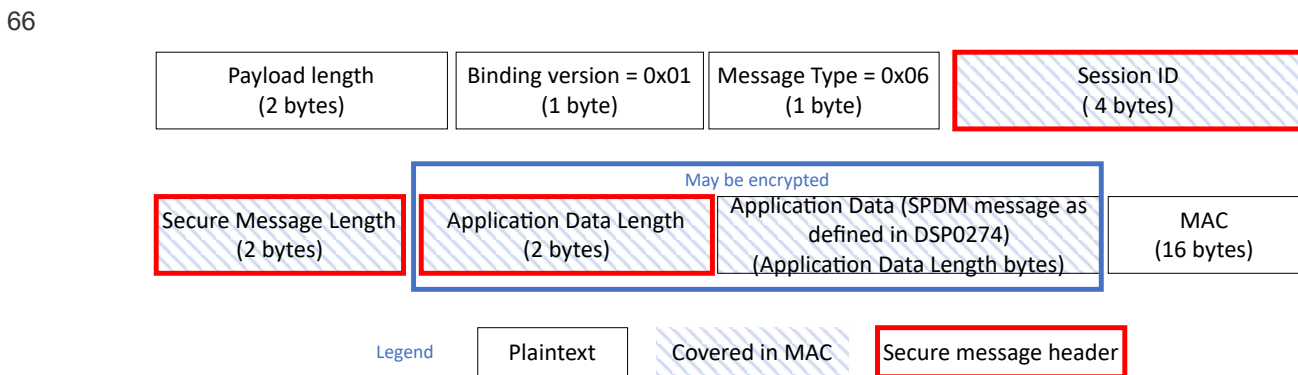 66
Payload length
(2 bytes)
Binding version = 0x01
(1 byte)
Message Type = 0x06
(1 byte)
Session ID
( 4 bytes)
May be encrypted
Secure Message Length
(2 bytes)
Application Data Length
(2 bytes)
Application Data (SPDM message as
defined in DSP0274)
(Application Data Length bytes)
MAC
(16 bytes)
Legend
Plaintext
Covered in MAC
Secure message header